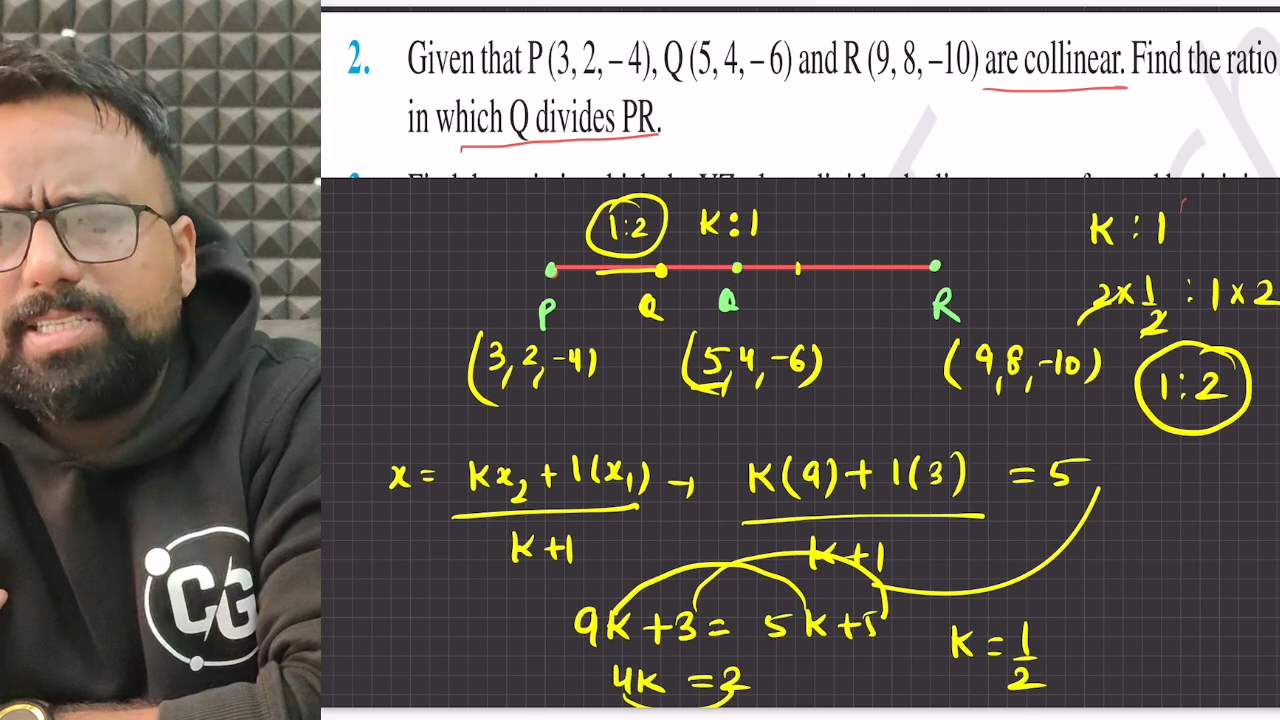 2. Given that P (3, 2, – 4), Q (5, 4, – 6) and R (9, 8, –10) are collinear. Find the ratio
in which Q divides PR.
1:2 K:1
P Q Q R
(3, 2, -4) (5, 4, -6) (9, 8, -10)
K : 1
2 × 1/2 : 1 × 2
1:2
x = Kx₂ + 1(x₁) / K+1 → K(9) + 1(3) / K+1 = 5
9K + 3 = 5K + 5
4K = 2
K = 1/2
CG